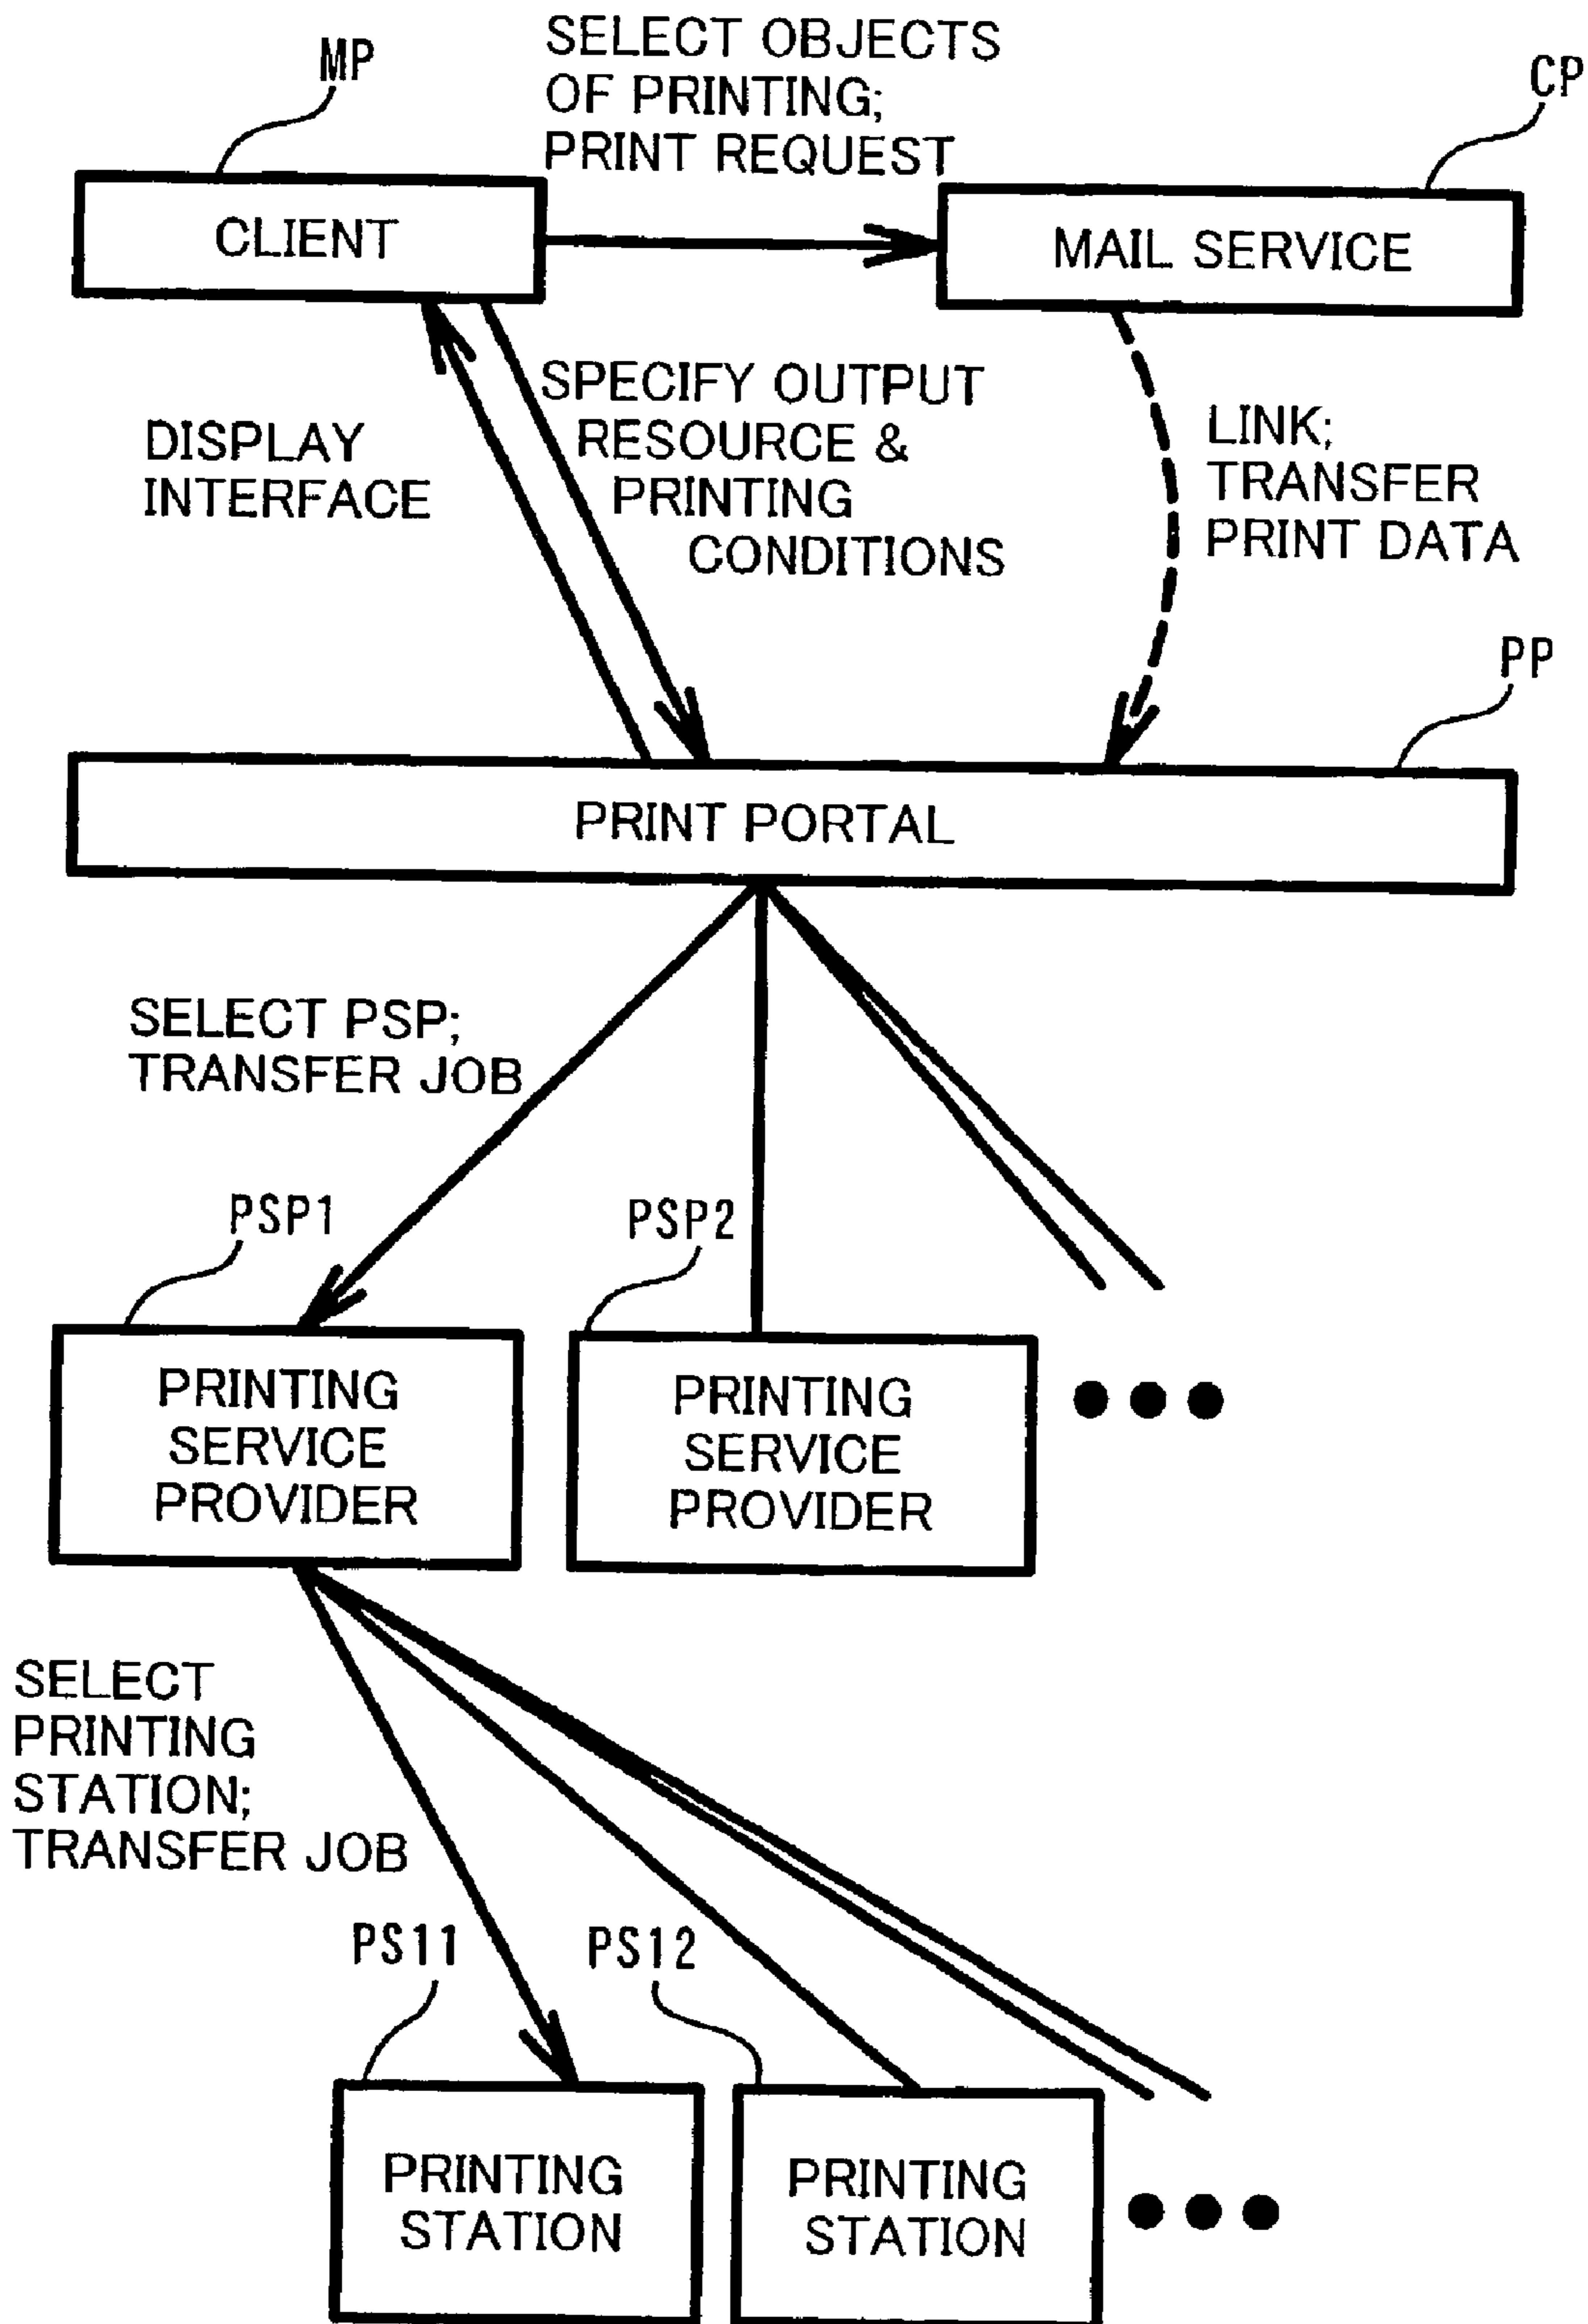 MP
SELECT OBJECTS
OF PRINTING;
PRINT REQUEST
CP
CLIENT
MAIL SERVICE
DISPLAY
INTERFACE
SPECIFY OUTPUT
RESOURCE &
PRINTING
CONDITIONS
LINK;
TRANSFER
PRINT DATA
PP
PRINT PORTAL
SELECT PSP;
TRANSFER JOB
PSP1
PSP2
PRINTING
SERVICE
PROVIDER
PRINTING
SERVICE
PROVIDER
SELECT
PRINTING
STATION;
TRANSFER JOB
PS11
PS12
PRINTING
STATION
PRINTING
STATION